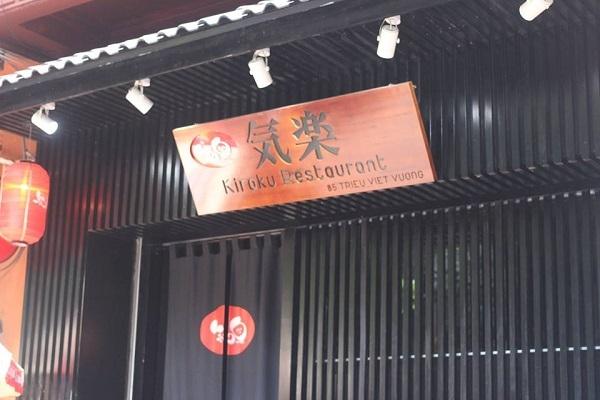 気楽
Kiraku Restaurant
85 TRIEU VIET VUONG